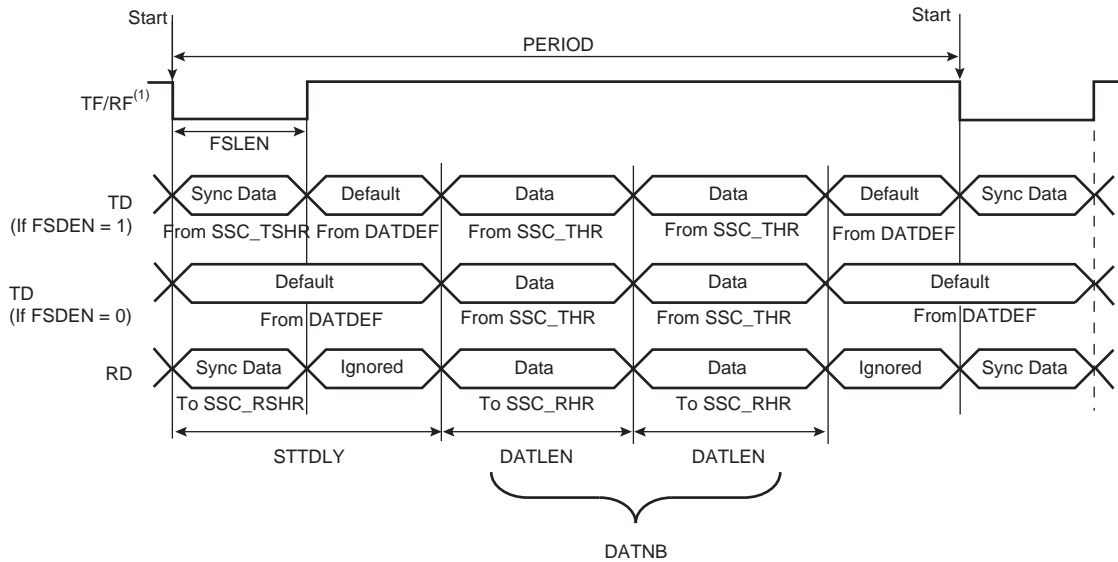 Start
Start
PERIOD
TF/RF(1)
FSLEN
TD
(If FSDEN = 1)
Sync Data
Default
Data
Data
Default
Sync Data
From SSC_TSHR
From DATDEF
From SSC_THR
From SSC_THR
From DATDEF
TD
(If FSDEN = 0)
Default
Data
Data
Default
From DATDEF
From SSC_THR
From SSC_THR
From DATDEF
RD
Sync Data
Ignored
Data
Data
Ignored
Sync Data
To SSC_RSHR
To SSC_RHR
To SSC_RHR
STTDLY
DATLEN
DATLEN
DATNB